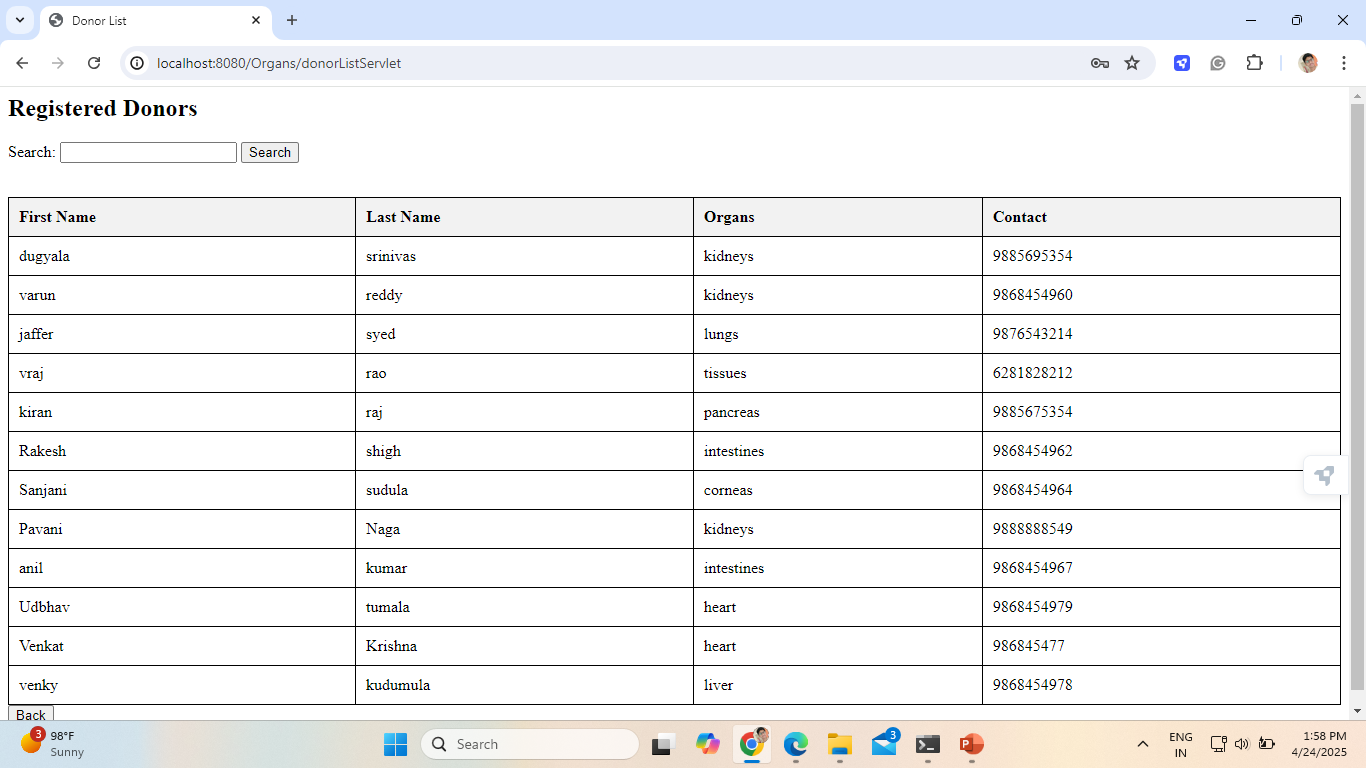 Donor List
localhost:8080/Organs/donorListServlet
Registered Donors
Search: Search
First Name Last Name Organs Contact
dugyala srinivas kidneys 9885695354
varun reddy kidneys 9868454960
jaffer syed lungs 9876543214
vraj rao tissues 6281828212
kiran raj pancreas 9885675354
Rakesh shigh intestines 9868454962
Sanjani sudula corneas 9868454964
Pavani Naga kidneys 9888888549
anil kumar intestines 9868454967
Udbhav tumala heart 9868454979
Venkat Krishna heart 986845477
venky kudumula liver 9868454978
Back
3 98°F
Sunny
Search
3
ENG
IN
1:58 PM
4/24/2025